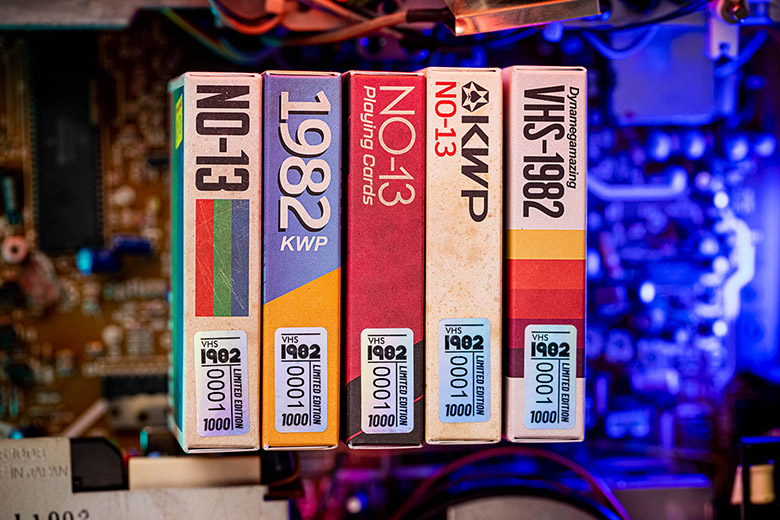 NO-13
VHS
1982
0001
LIMITED EDITION
1000
1982
KWP
VHS
1982
0001
LIMITED EDITION
1000
NO-13
Playing Cards
VHS
1982
0001
LIMITED EDITION
1000
KWP
NO-13
VHS
1982
0001
LIMITED EDITION
1000
Dynamegamazing
VHS-1982
VHS
1982
0001
LIMITED EDITION
1000
IN JAPAN